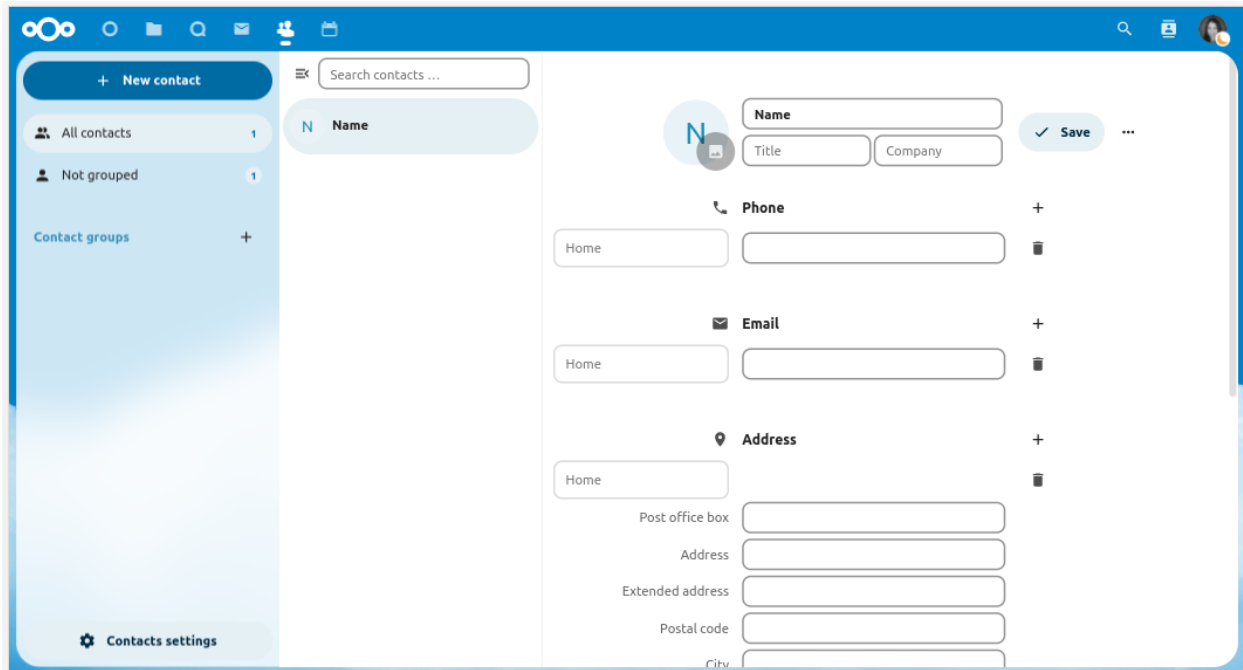 + New contact
All contacts 1
Not grouped 1
Contact groups +
Contacts settings
Search contacts ...
N Name
N
Name
Title Company
Save ...
Phone +
Home
Email +
Home
Address +
Home
Post office box
Address
Extended address
Postal code
City